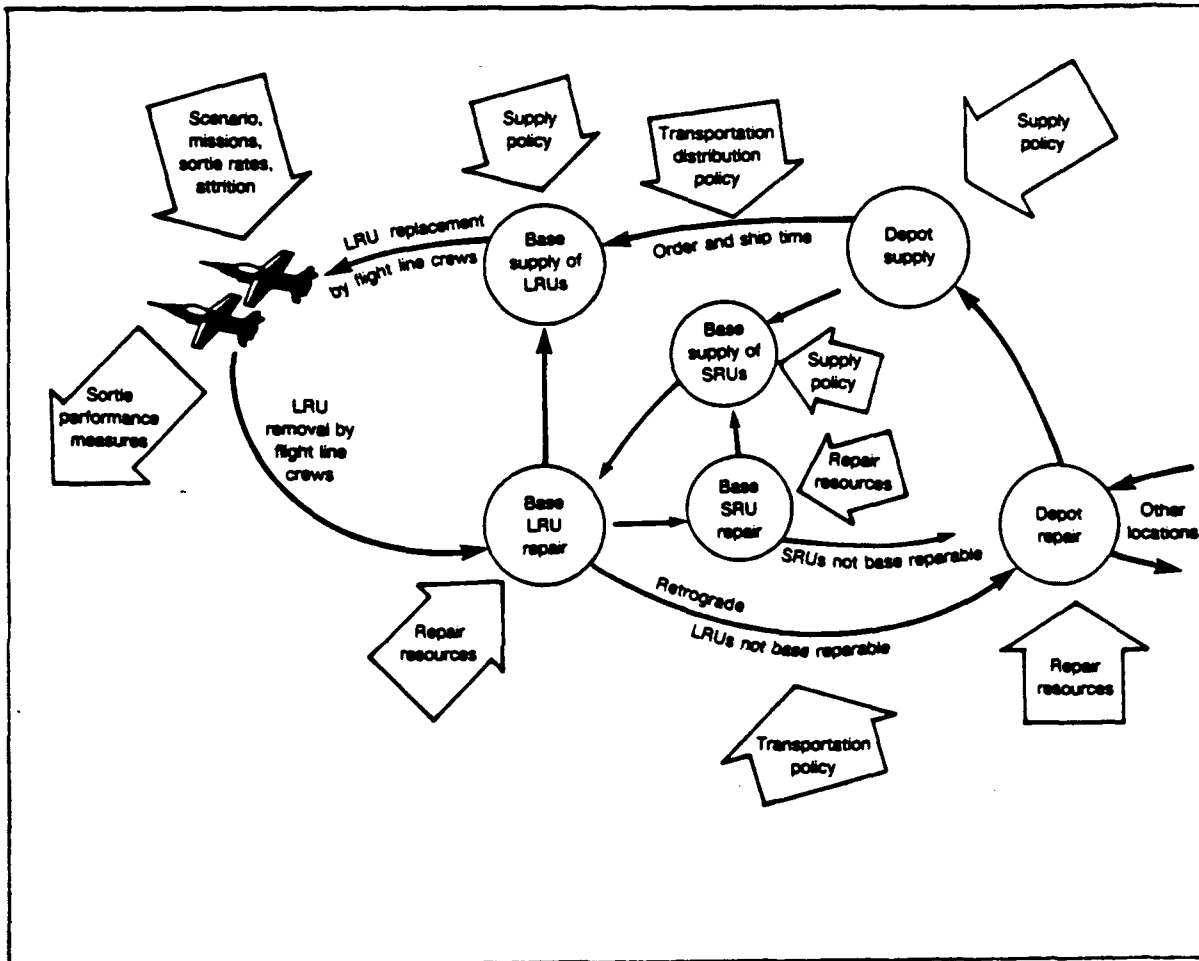 Scenario,
missions,
sortie rates,
attrition
Supply
policy
Transportation
distribution
policy
Supply
policy
LRU replacement
by flight line crews
Base
supply of
LRUs
Order and ship time
Depot
supply
Base
supply of
SRUs
Supply
policy
Sortie
performance
measures
LRU
removal by
flight line
crews
Repair
resources
Base
LRU
repair
Base
SRU
repair
Depot
repair
Other
locations
SRUs not base reparable
Retrograde
LRUs not base reparable
Repair
resources
Repair
resources
Transportation
policy